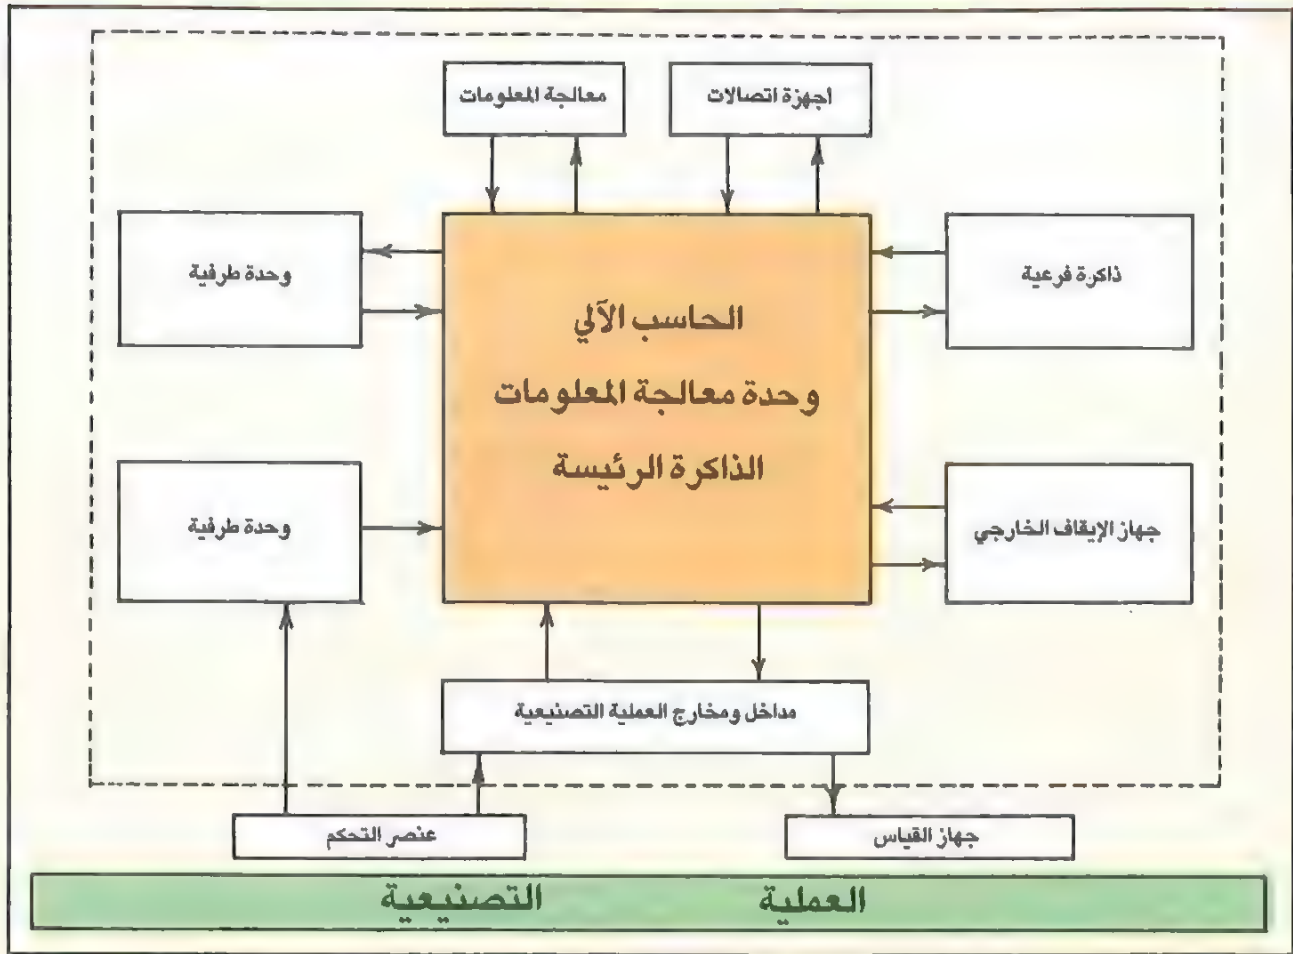 اجهزة اتصالات
معالجة المعلومات
ذاكرة فرعية
وحدة طرفية
الحاسب الآلي
وحدة معالجة المعلومات
الذاكرة الرئيسة
جهاز الإيقاف الخارجي
وحدة طرفية
مداخل ومخارج العملية التصنيعية
جهاز القياس
عنصر التحكم
العملية التصنيعية